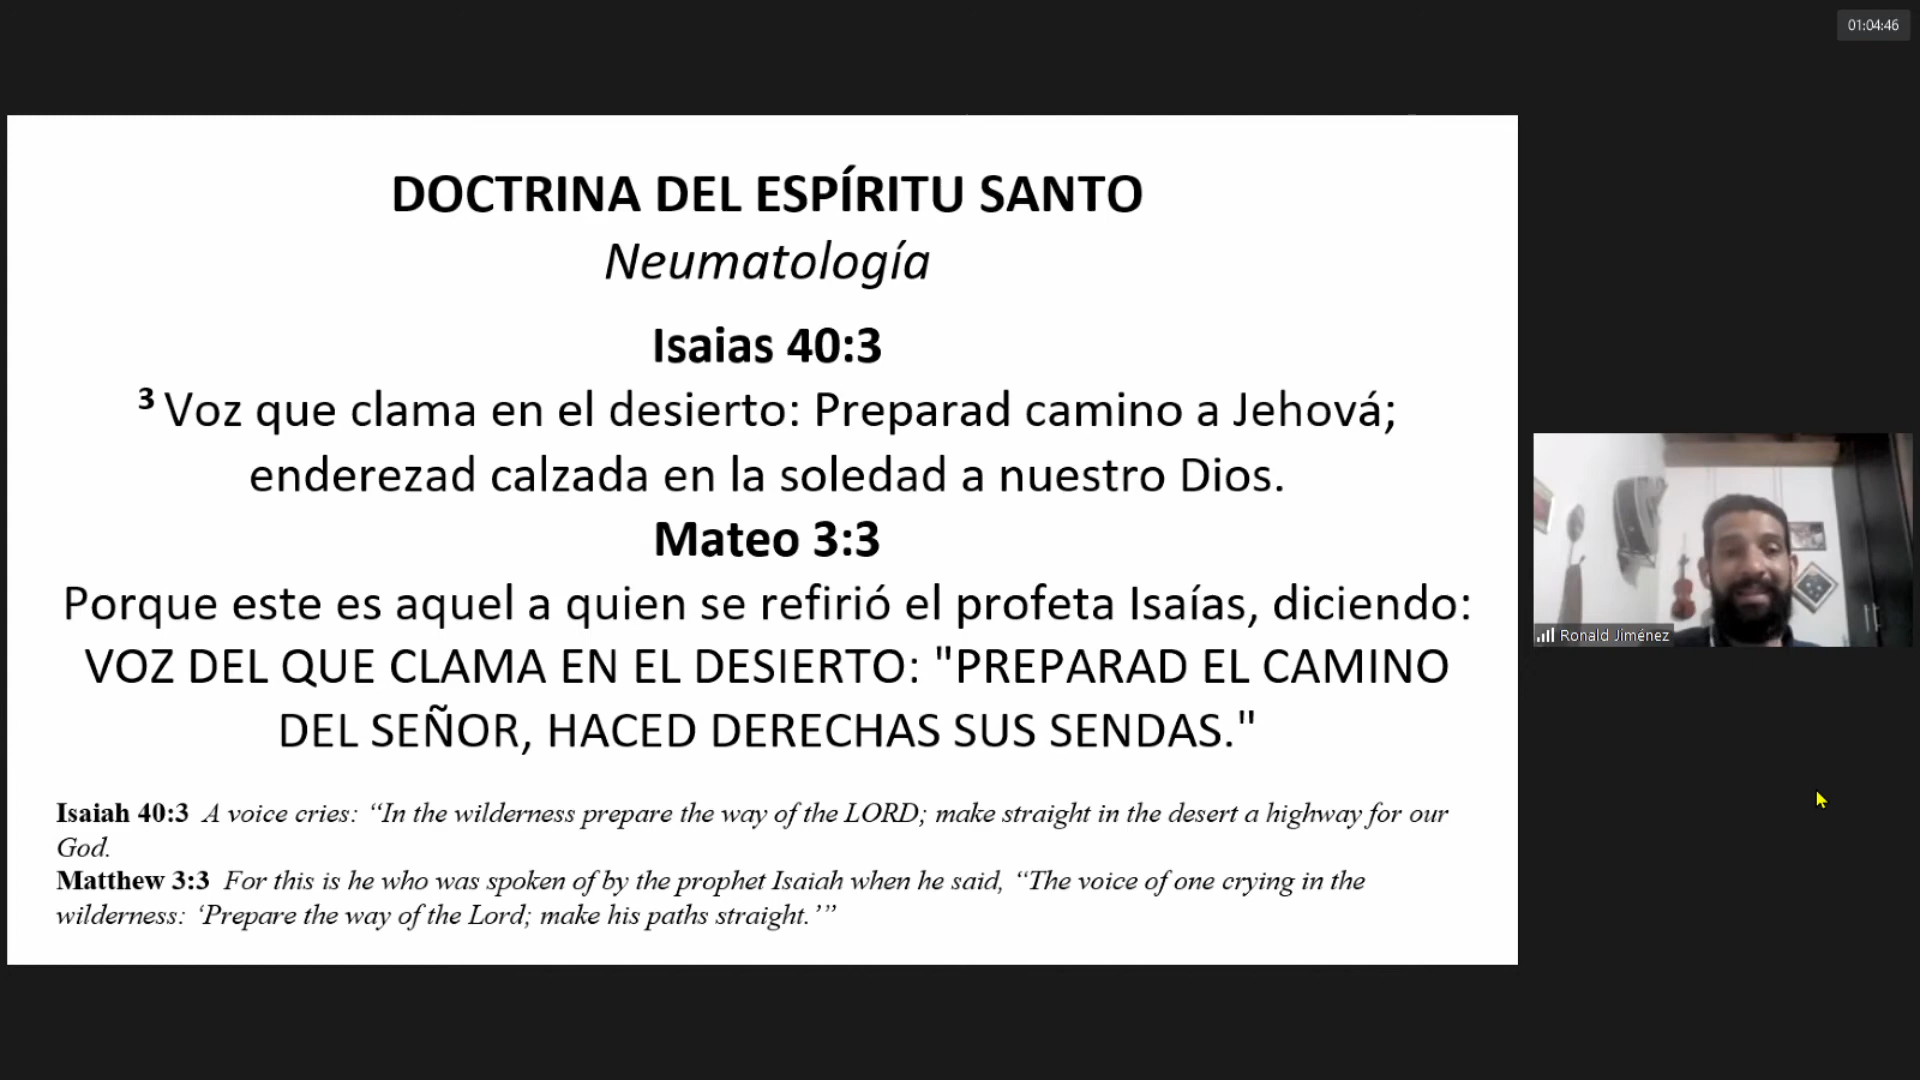 01:04:46
DOCTRINA DEL ESPÍRITU SANTO
Neumatología
Isaias 40:3
3 Voz que clama en el desierto: Preparad camino a Jehová;
enderezad calzada en la soledad a nuestro Dios.
Mateo 3:3
Porque este es aquel a quien se refirió el profeta Isaías, diciendo:
VOZ DEL QUE CLAMA EN EL DESIERTO: "PREPARAD EL CAMINO
DEL SEÑOR, HACED DERECHAS SUS SENDAS."
Isaiah 40:3 A voice cries: “In the wilderness prepare the way of the LORD; make straight in the desert a highway for our
God.
Matthew 3:3 For this is he who was spoken of by the prophet Isaiah when he said, “The voice of one crying in the
wilderness: ‘Prepare the way of the Lord; make his paths straight.’”
Ronald Jiménez